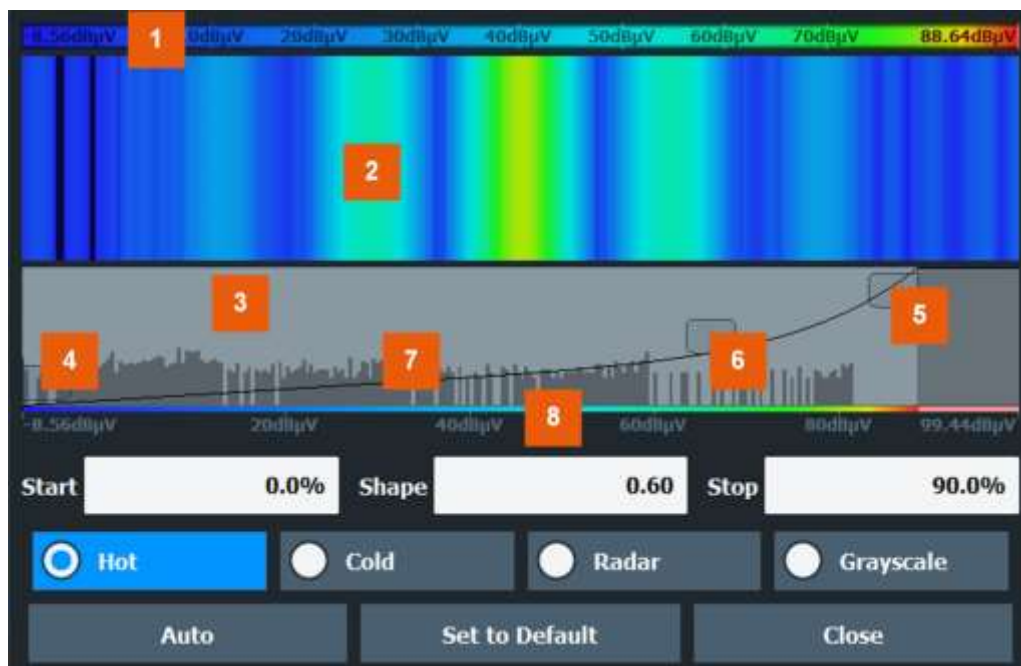 -8.56dBµV 1 0dBµV 20dBµV 30dBµV 40dBµV 50dBµV 60dBµV 70dBµV 88.64dBµV
2
3
5
4 7 6
8
-8.56dBµV 20dBµV 40dBµV 60dBµV 80dBµV 99.44dBµV
Start 0.0% Shape 0.60 Stop 90.0%
Hot Cold Radar Grayscale
Auto Set to Default Close